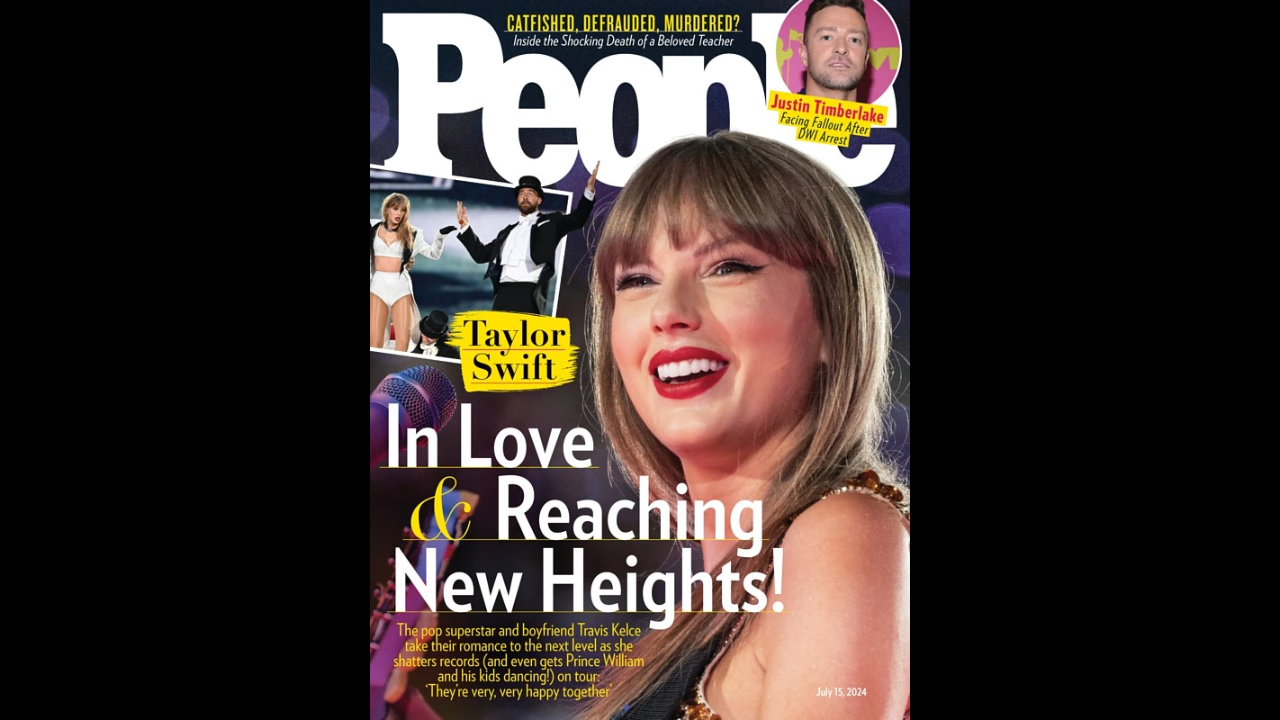 CATFISHED, DEFRAUDED, MURDERED?
Inside the Shocking Death of a Beloved Teacher
People
Justin Timberlake
Facing Fallout After
DWI Arrest
Taylor
Swift
In Love
& Reaching
New Heights!
The pop superstar and boyfriend Travis Kelce
take their romance to the next level as she
shatters records (and even gets Prince William
and his kids dancing!) on tour:
‘They're very, very happy together’
July 15, 2024